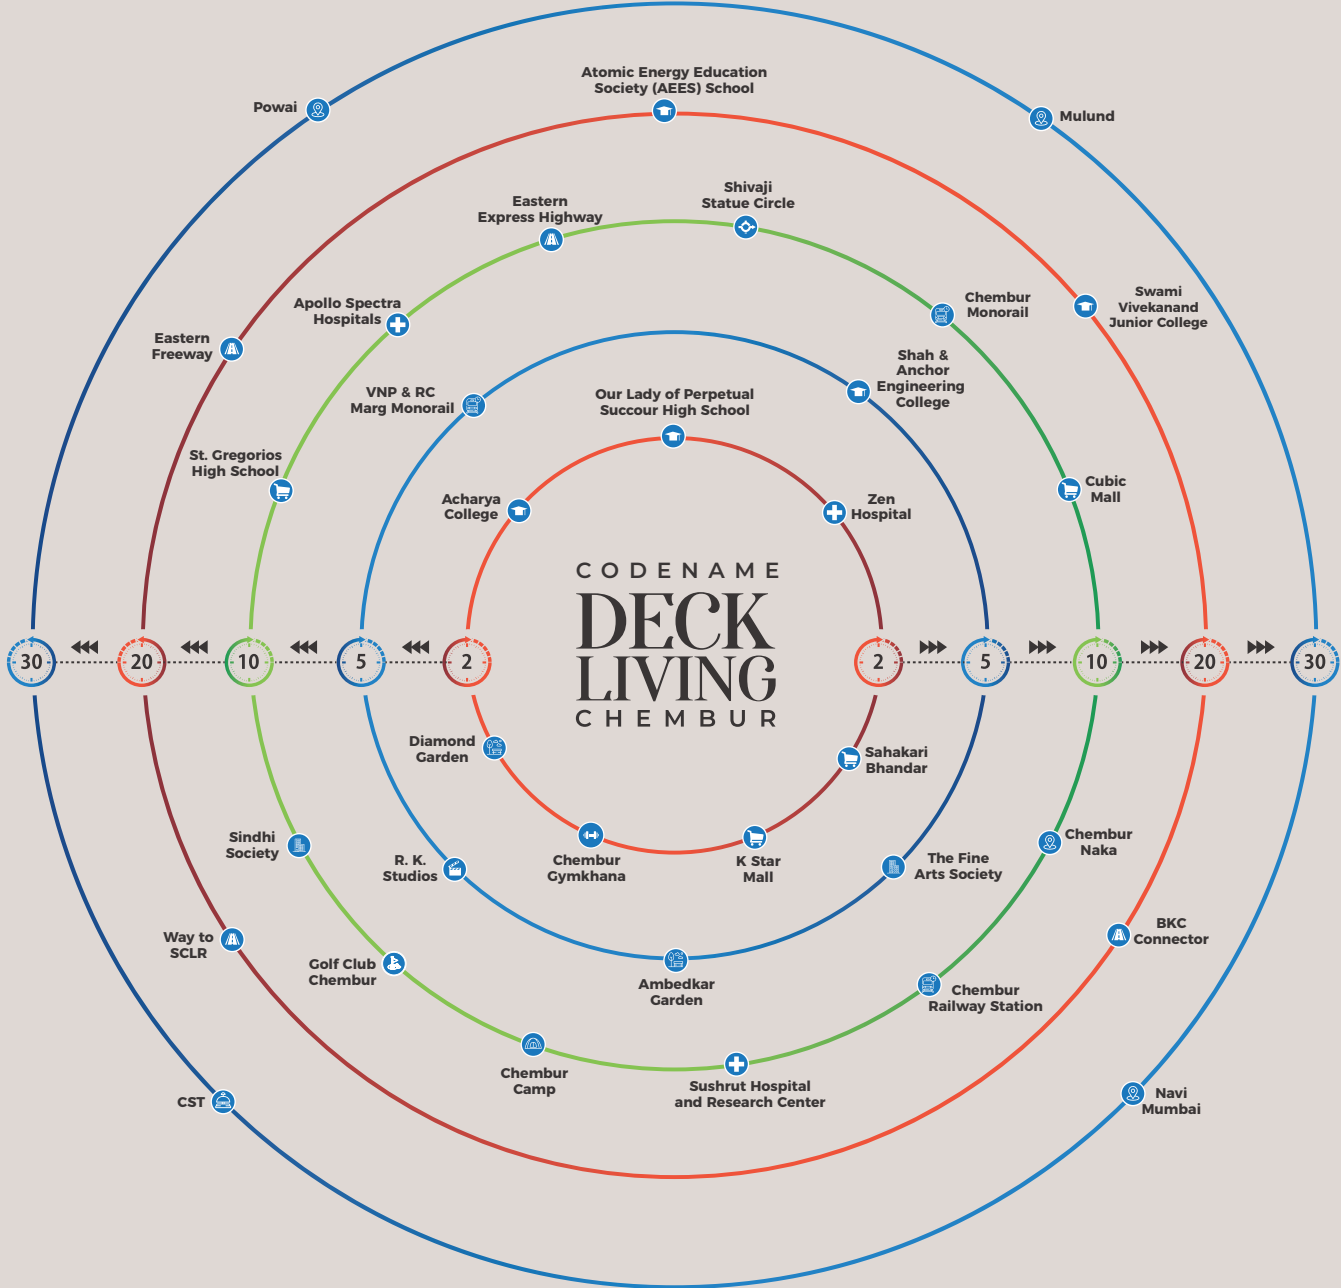 Atomic Energy Education
Society (AEES) School
Powai
Mulund
Shivaji
Statue Circle
Eastern
Express Highway
Chembur
Monorail
Swami
Vivekanand
Junior College
Apollo Spectra
Hospitals
Eastern
Freeway
Shah &
Anchor
Engineering
College
VNP & RC
Marg Monorail
Our Lady of Perpetual
Succour High School
St. Gregorios
High School
Cubic
Mall
Acharya
College
Zen
Hospital
CODENAME
DECK
LIVING
CHEMBUR
30 20 10 5 2 2 5 10 20 30
Diamond
Garden
Sahakari
Bhandar
Sindhi
Society
Chembur
Naka
R. K.
Studios
Chembur
Gymkhana
K Star
Mall
The Fine
Arts Society
Way to
SCLR
BKC
Connector
Golf Club
Chembur
Ambedkar
Garden
Chembur
Railway Station
Chembur
Camp
Sushrut Hospital
and Research Center
CST
Navi
Mumbai